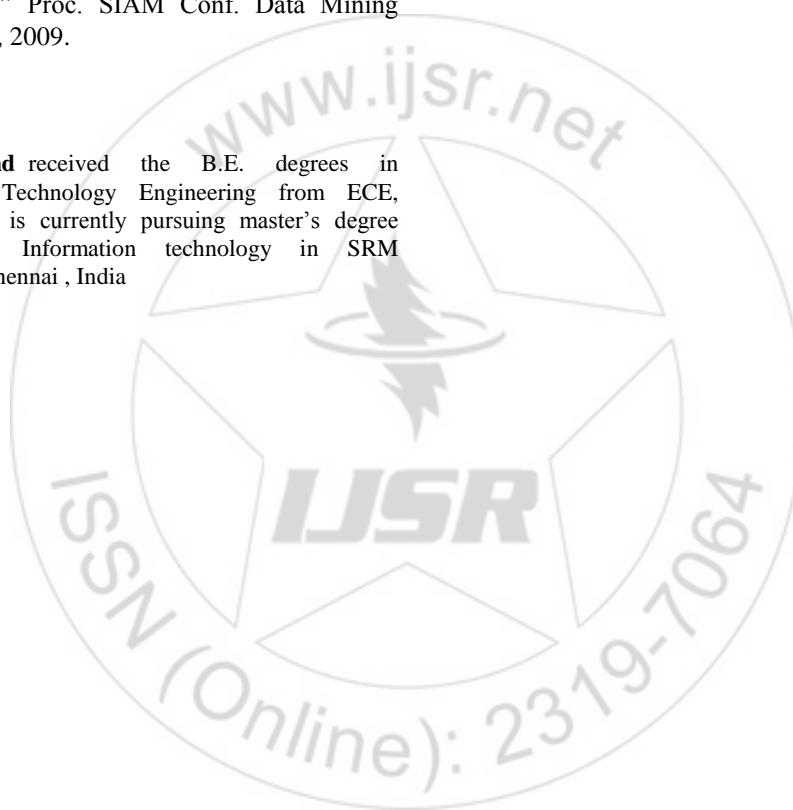 Proc. SIAM Conf. Data Mining
, 2009.
www.ijsr.net
received the B.E. degrees in
Technology Engineering from ECE,
is currently pursuing master's degree
Information technology in SRM
, India
IJSR
ISSN (Online): 2319-7064